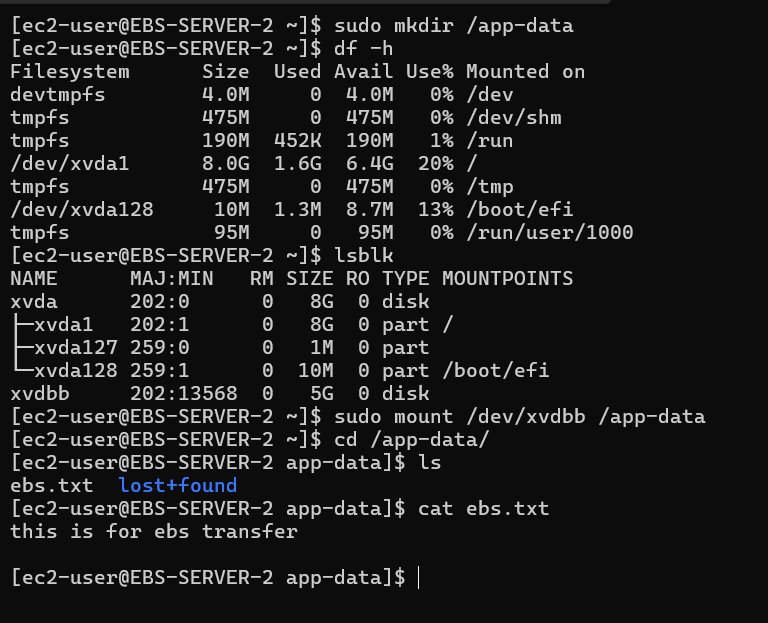 [ec2-user@EBS-SERVER-2 ~]$ sudo mkdir /app-data
[ec2-user@EBS-SERVER-2 ~]$ df -h
Filesystem      Size  Used Avail Use% Mounted on
devtmpfs        4.0M     0  4.0M   0% /dev
tmpfs           475M     0  475M   0% /dev/shm
tmpfs           190M  452K  190M   1% /run
/dev/xvda1      8.0G  1.6G  6.4G  20% /
tmpfs           475M     0  475M   0% /tmp
/dev/xvda128     10M  1.3M  8.7M  13% /boot/efi
tmpfs            95M     0   95M   0% /run/user/1000
[ec2-user@EBS-SERVER-2 ~]$ lsblk
NAME      MAJ:MIN   RM SIZE RO TYPE MOUNTPOINTS
xvda      202:0      0   8G  0 disk
├─xvda1   202:1      0   8G  0 part /
├─xvda127 259:0      0   1M  0 part
└─xvda128 259:1      0  10M  0 part /boot/efi
xvdbb     202:13568  0   5G  0 disk
[ec2-user@EBS-SERVER-2 ~]$ sudo mount /dev/xvdbb /app-data
[ec2-user@EBS-SERVER-2 ~]$ cd /app-data/
[ec2-user@EBS-SERVER-2 app-data]$ ls
ebs.txt  lost+found
[ec2-user@EBS-SERVER-2 app-data]$ cat ebs.txt
this is for ebs transfer
[ec2-user@EBS-SERVER-2 app-data]$